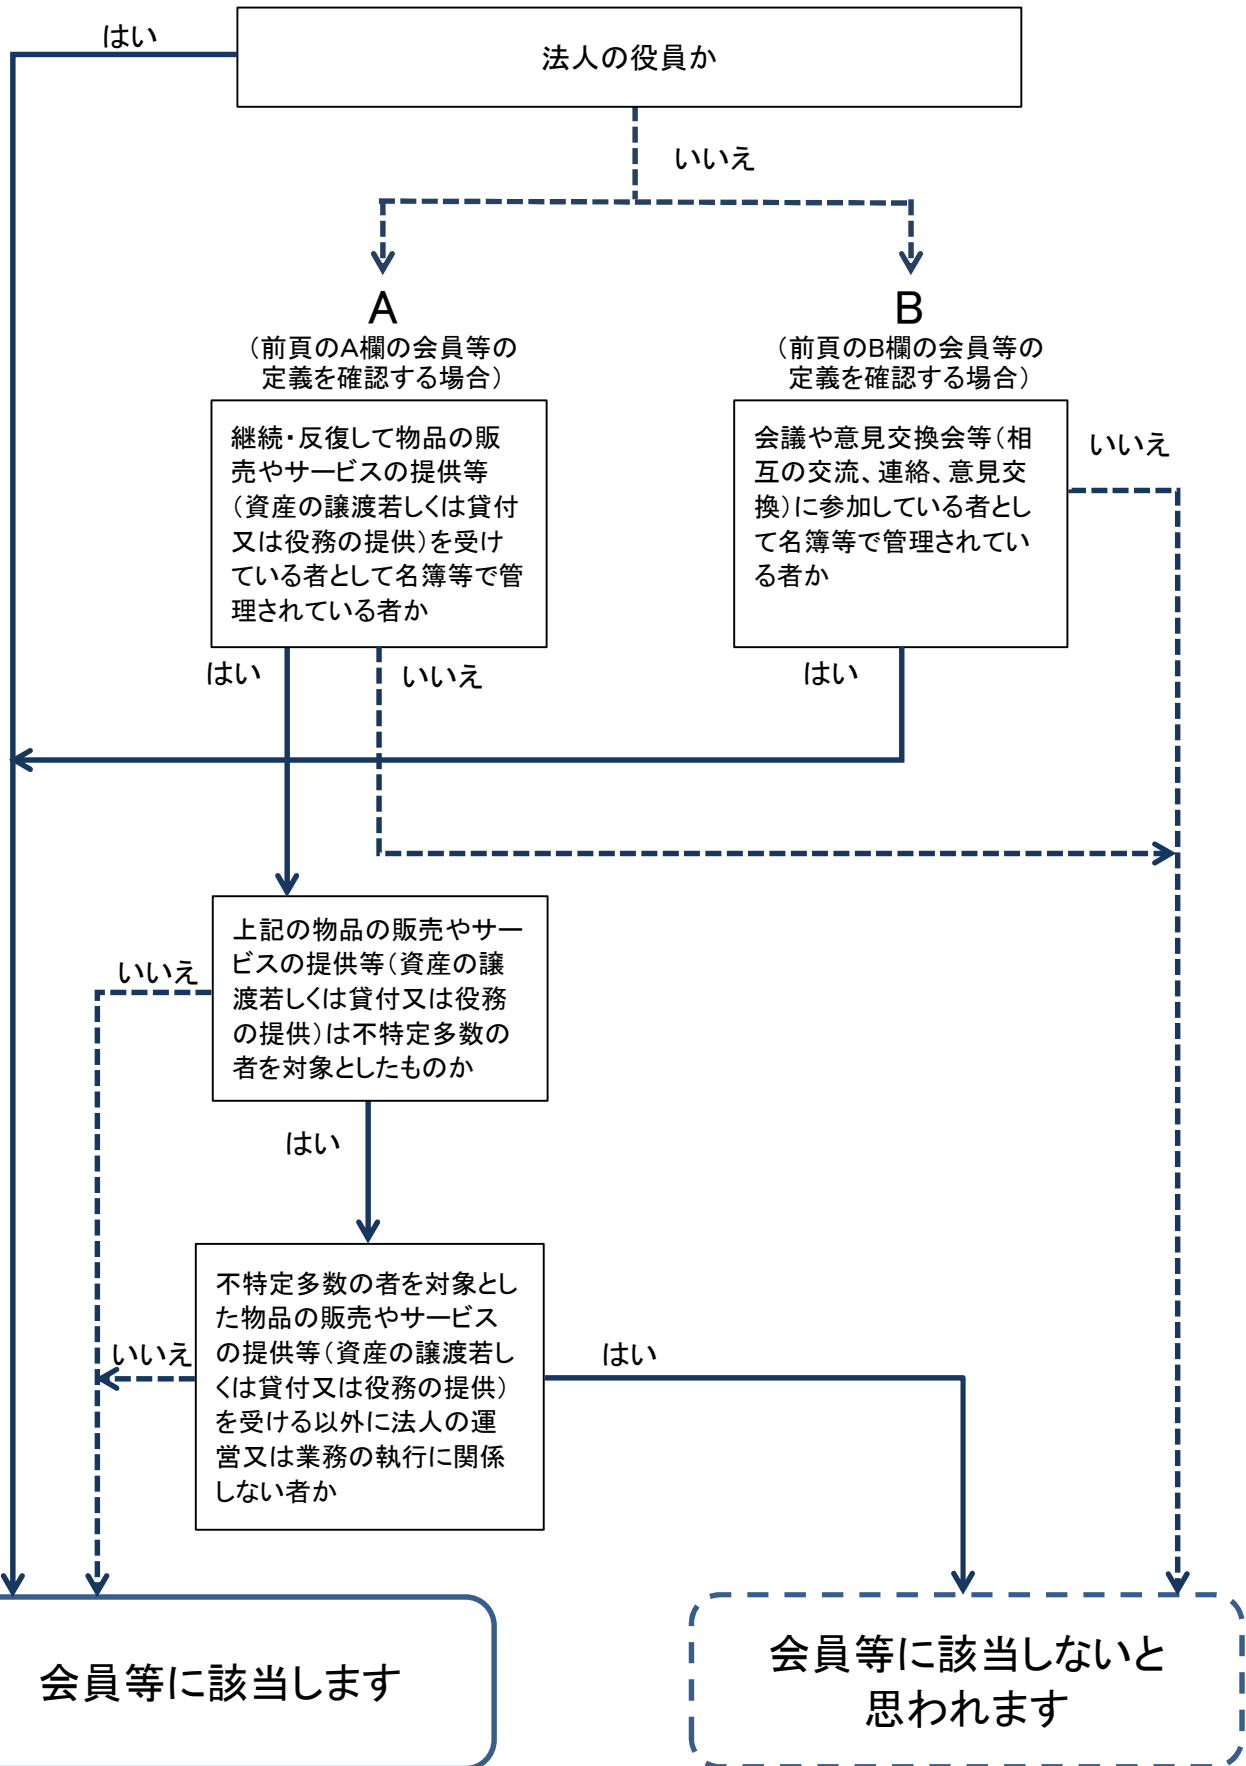 はい
法人の役員か
いいえ
A
（前頁のA欄の会員等の
定義を確認する場合）
B
（前頁のB欄の会員等の
定義を確認する場合）
継続・反復して物品の販
売やサービスの提供等
（資産の譲渡若しくは貸付
又は役務の提供）を受け
ている者として名簿等で管
理されている者か
会議や意見交換会等（相
互の交流、連絡、意見交
換）に参加している者とし
て名簿等で管理されてい
る者か
いいえ
はい
いいえ
はい
上記の物品の販売やサー
ビスの提供等（資産の譲
渡若しくは貸付又は役務
の提供）は不特定多数の
者を対象としたものか
いいえ
はい
不特定多数の者を対象とし
た物品の販売やサービス
の提供等（資産の譲渡若し
くは貸付又は役務の提供）
を受ける以外に法人の運
営又は業務の執行に関係
しない者か
いいえ
はい
会員等に該当します
会員等に該当しないと
思われます